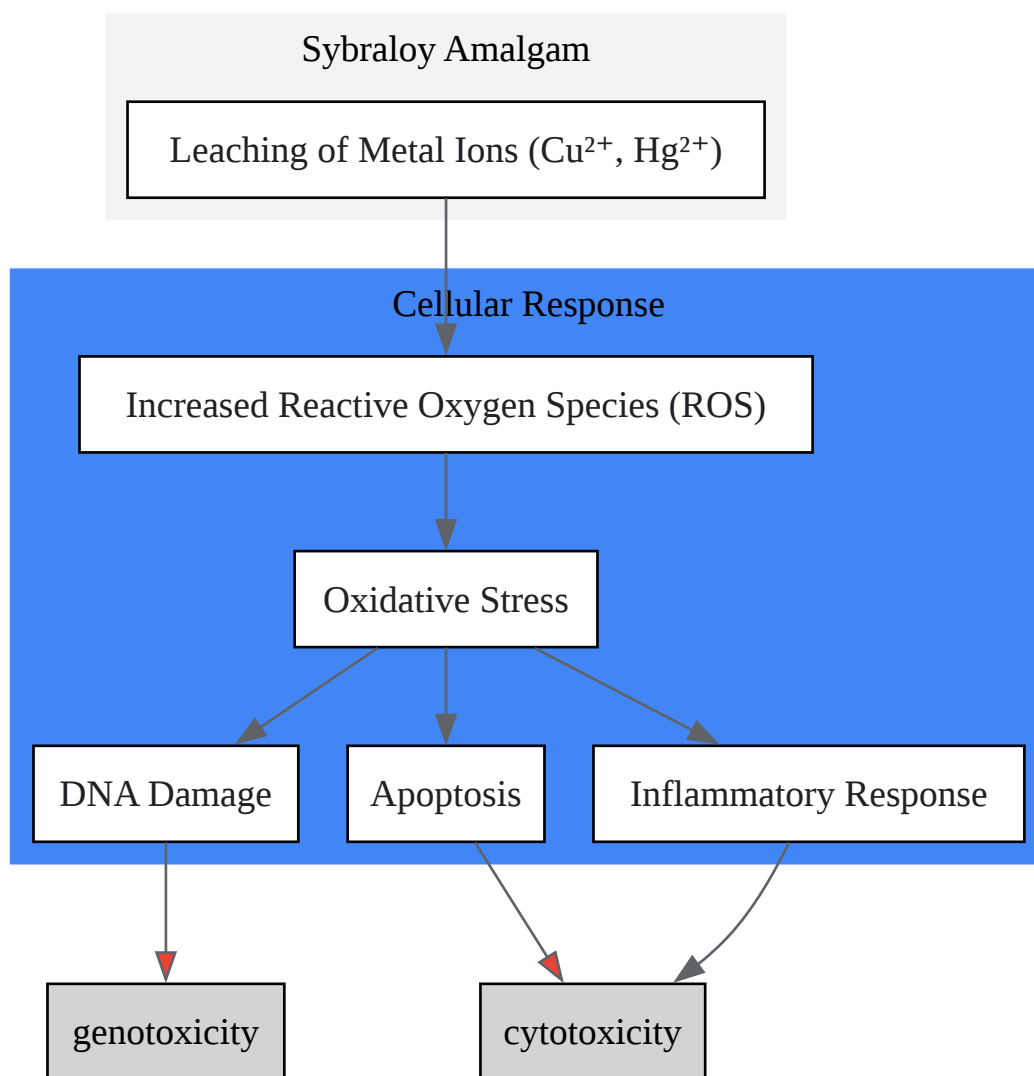 Sybraloy Amalgam
Leaching of Metal Ions (Cu²⁺, Hg²⁺)
Cellular Response
Increased Reactive Oxygen Species (ROS)
Oxidative Stress
DNA Damage
Apoptosis
Inflammatory Response
genotoxicity
cytotoxicity